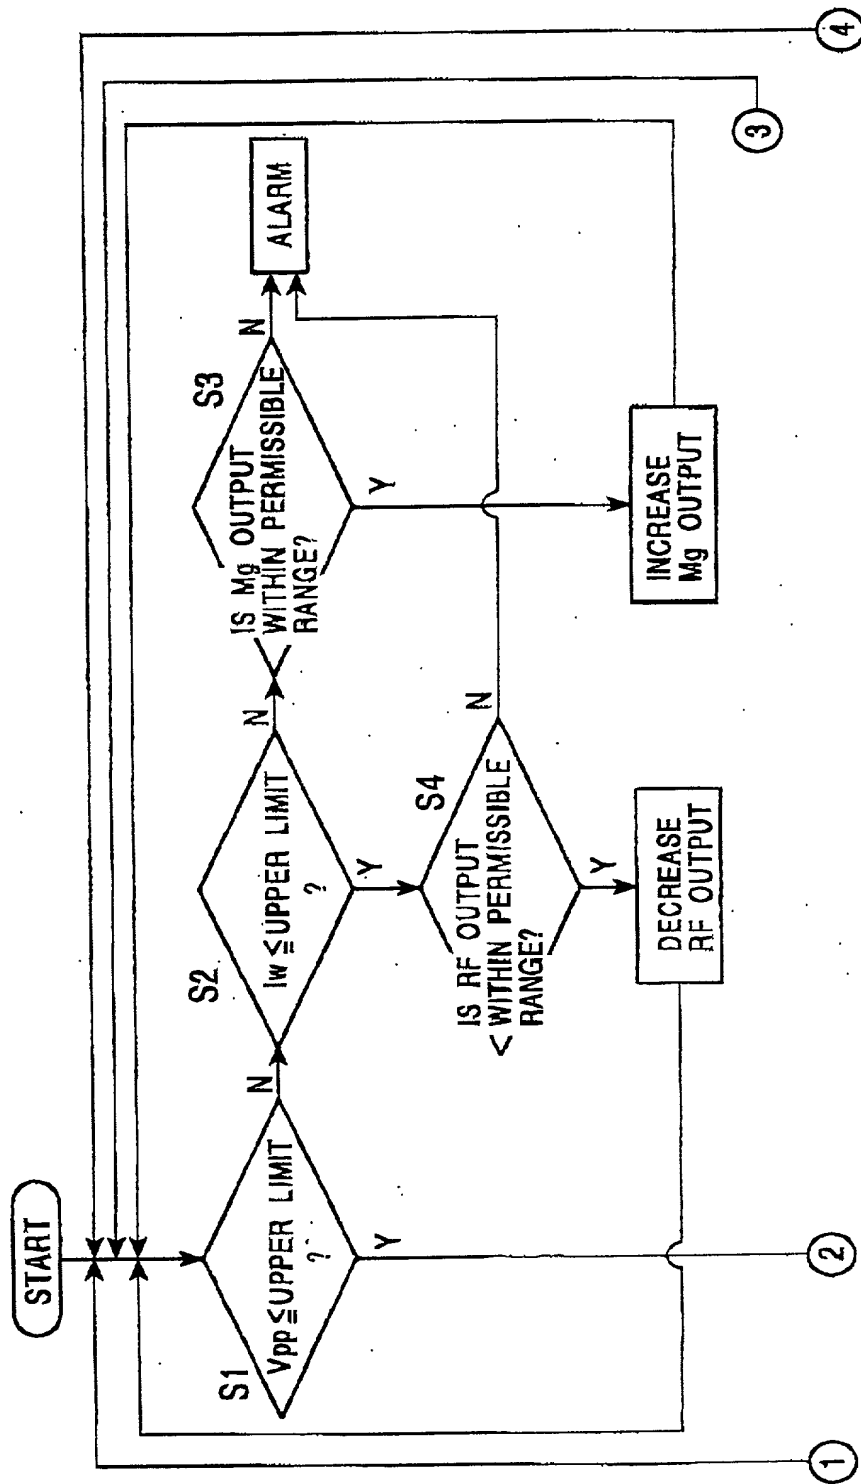 START
S1
Vpp≦UPPER LIMIT
?
N
Y
S2
Iw≦UPPER LIMIT
?
N
Y
S3
IS Mg OUTPUT
WITHIN PERMISSIBLE
RANGE?
N
Y
ALARM
S4
IS RF OUTPUT
<WITHIN PERMISSIBLE
RANGE?
N
Y
DECREASE
RF OUTPUT
INCREASE
Mg OUTPUT
1
2
3
4